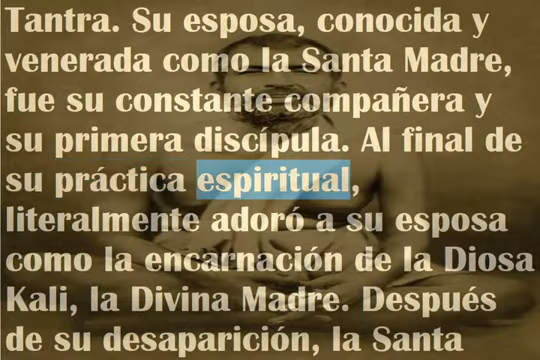 Tantra. Su esposa, conocida y
venerada como la Santa Madre,
fue su constante compañera y
su primera discípula. Al final de
su práctica espiritual,
literalmente adoró a su esposa
como la encarnación de la Diosa
Kali, la Divina Madre. Después
de su desaparición, la Santa